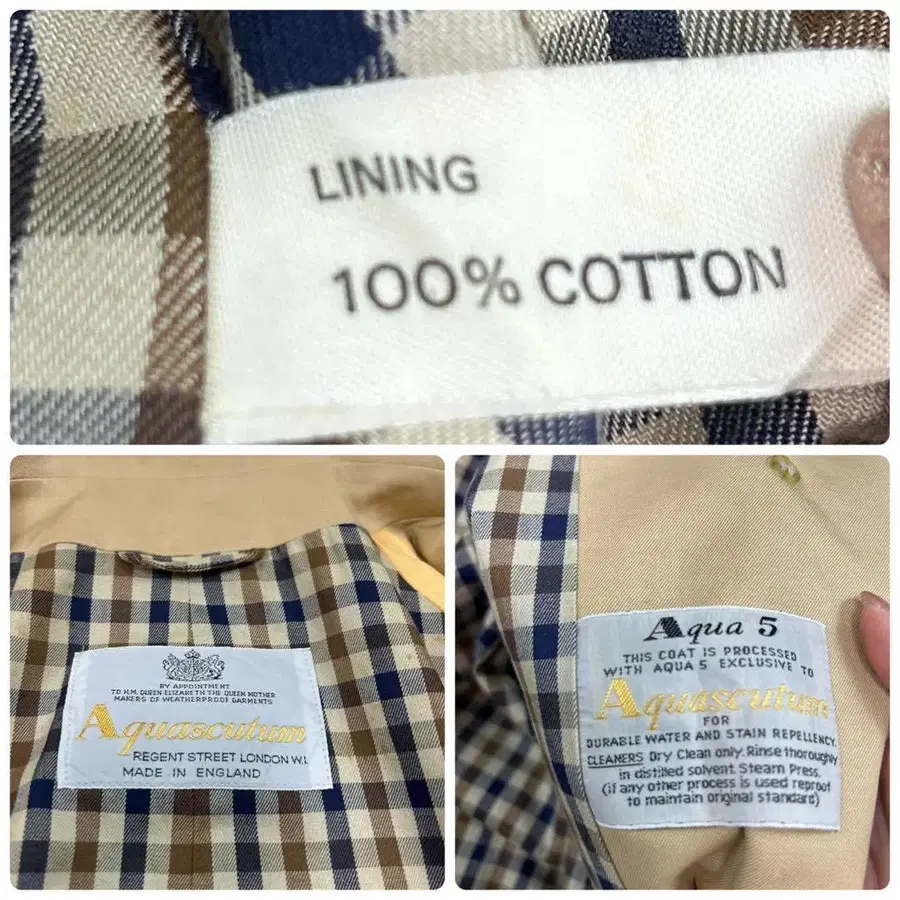 LINING
100% COTTON
BY APPOINTMENT
TO H.M. QUEEN ELIZABETH THE QUEEN MOTHER
MAKERS OF WEATHERPROOF GARMENTS
Aquascutum
REGENT STREET LONDON W.1.
MADE IN ENGLAND
Aqua 5
THIS COAT IS PROCESSED
WITH AQUA 5 EXCLUSIVE TO
Aquascutum
FOR
DURABLE WATER AND STAIN REPELLENCY.
CLEANERS Dry Clean only. Rinse thoroughly
in distilled solvent. Steam Press.
(if any other process is used reproof
to maintain original standard)